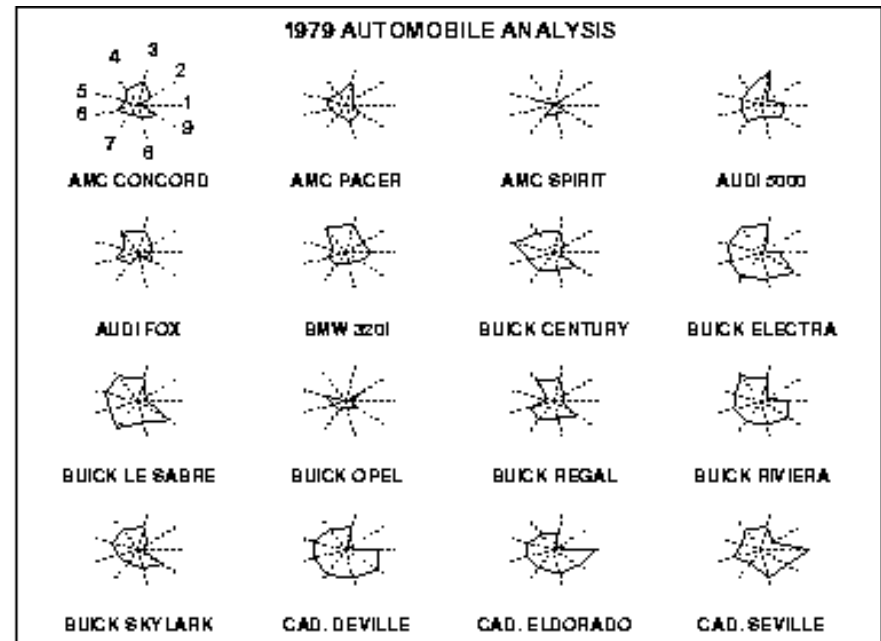 1979 AUTOMOBILE ANALYSIS
4 3 2
5 1
6 9
7 8
AMC CONCORD AMC PACER AMC SPIRIT AUDI 5000
AUDI FOX BMW 320I BUICK CENTURY BUICK ELECTRA
BUICK LE SABRE BUICK OPEL BUICK REGAL BUICK RIVIERA
BUICK SKYLARK CAD. DEVILLE CAD. ELDORADO CAD. SEVILLE